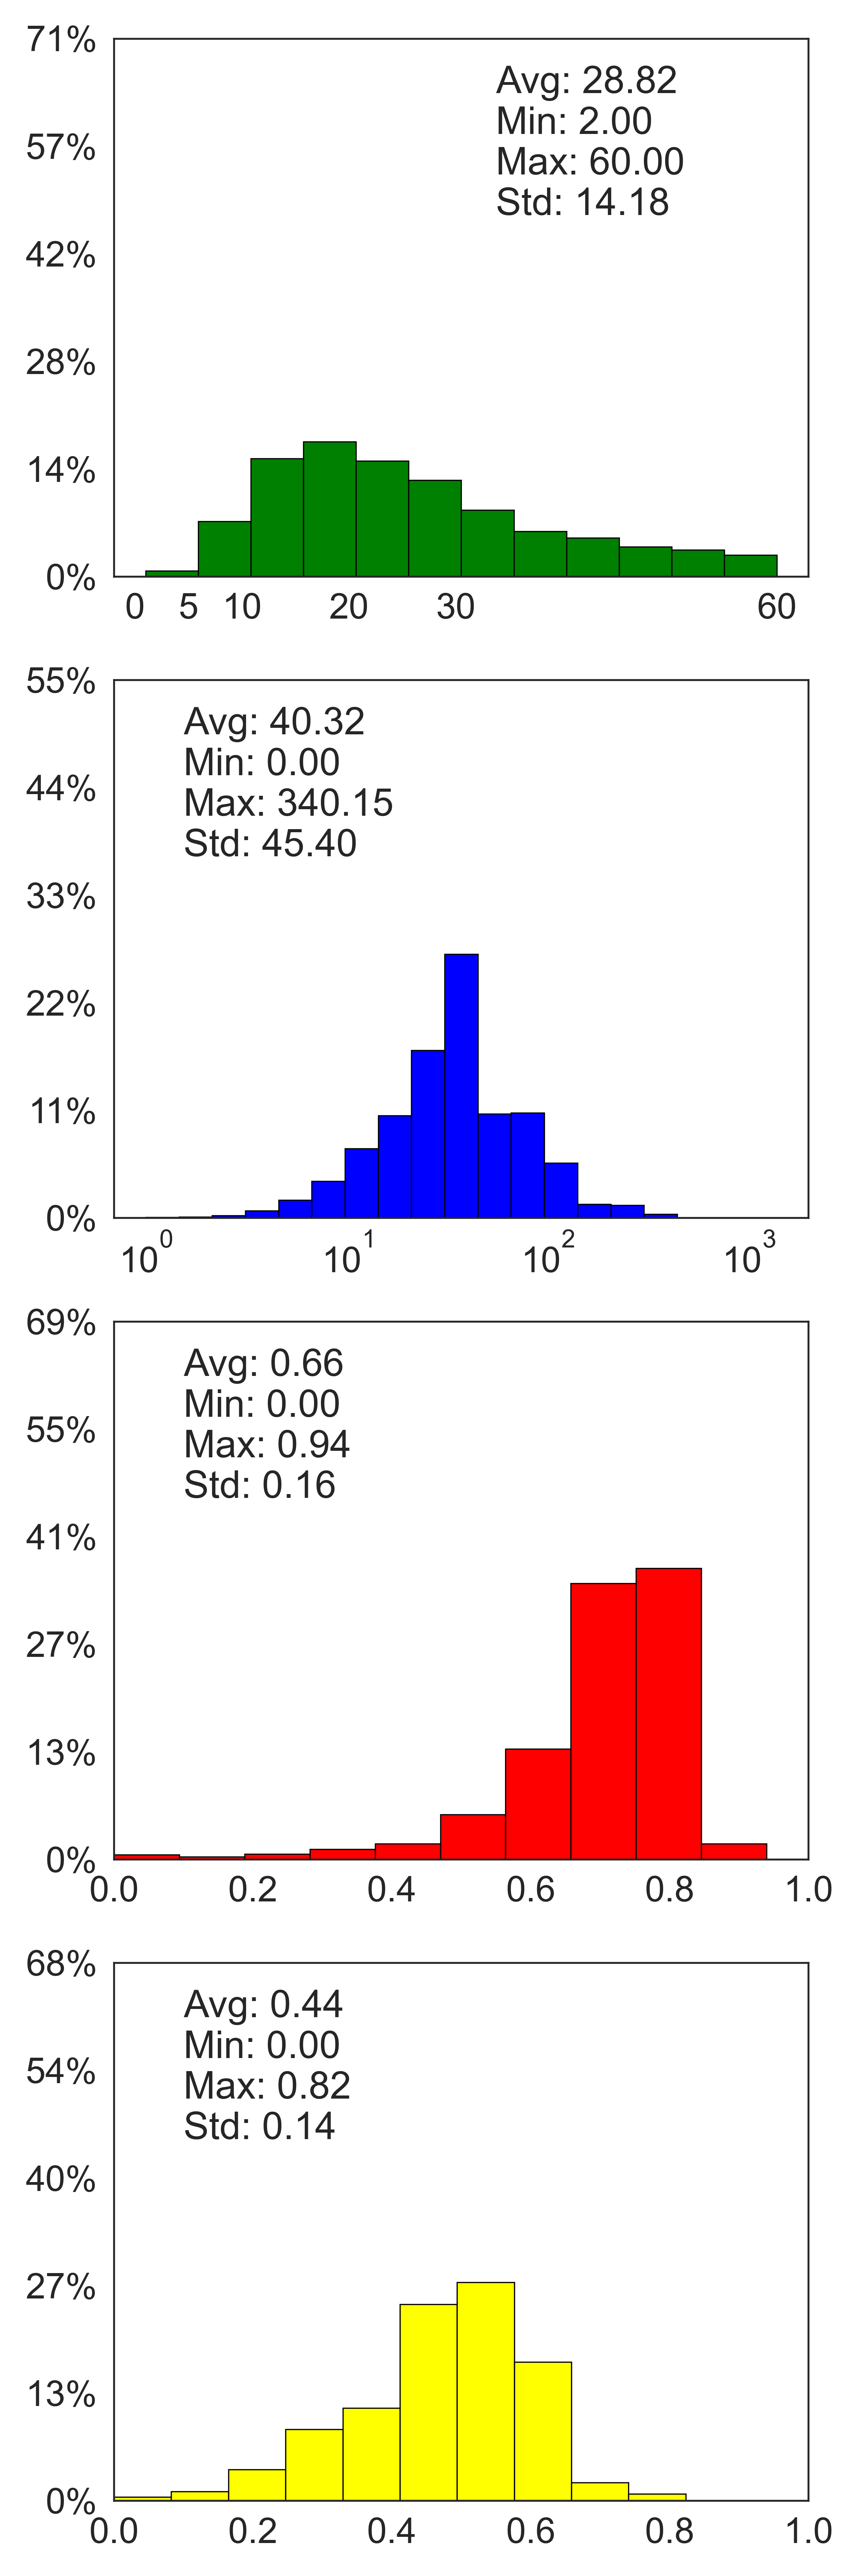 71%
Avg: 28.82
Min: 2.00
57%
Max: 60.00
Std: 14.18
42%
28%
14%
0%
0 5 10 20 30 60
55%
Avg: 40.32
Min: 0.00
44%
Max: 340.15
Std: 45.40
33%
22%
11%
0%
10^0 10^1 10^2 10^3
69%
Avg: 0.66
Min: 0.00
55%
Max: 0.94
Std: 0.16
41%
27%
13%
0%
0.0 0.2 0.4 0.6 0.8 1.0
68%
Avg: 0.44
Min: 0.00
54%
Max: 0.82
Std: 0.14
40%
27%
13%
0%
0.0 0.2 0.4 0.6 0.8 1.0